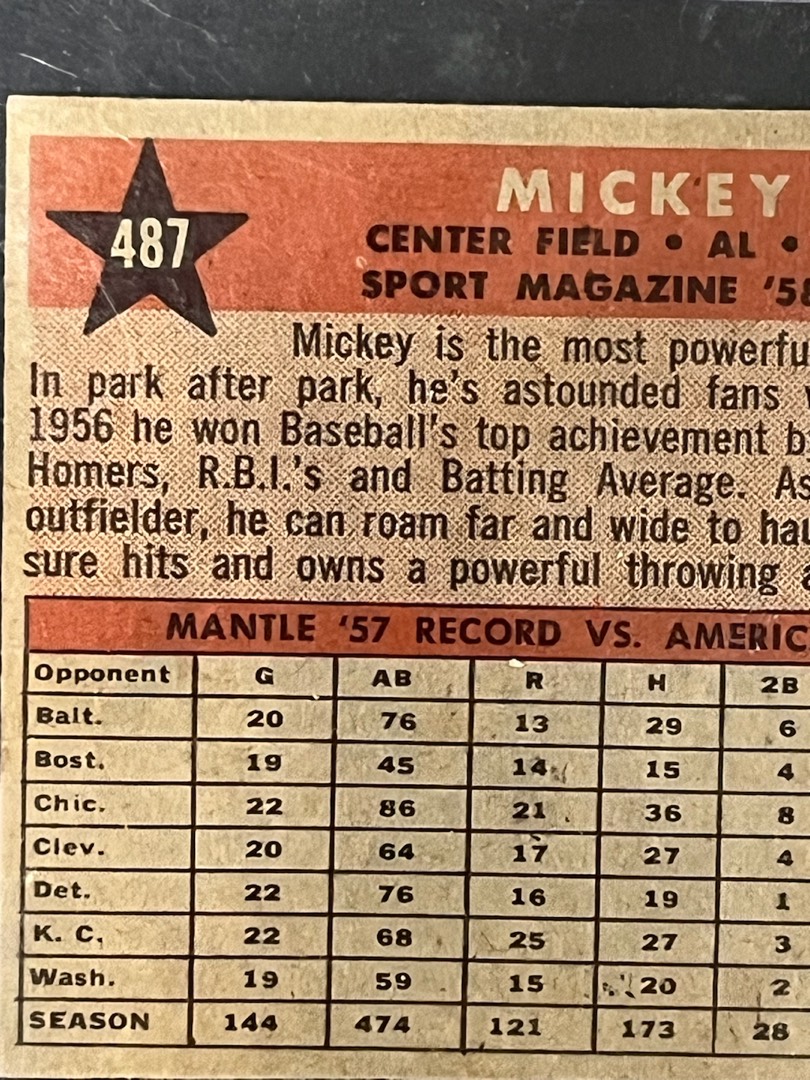 487
MICKEY
CENTER FIELD • AL •
SPORT MAGAZINE '58
Mickey is the most powerfu
In park after park, he's astounded fans
1956 he won Baseball's top achievement b
Homers, R.B.I.'s and Batting Average. As
outfielder, he can roam far and wide to hau
sure hits and owns a powerful throwing a
MANTLE '57 RECORD VS. AMERIC
Opponent G AB R H 2B
Balt. 20 76 13 29 6
Bost. 19 45 14 15 4
Chic. 22 86 21 36 8
Clev. 20 64 17 27 4
Det. 22 76 16 19 1
K. C. 22 68 25 27 3
Wash. 19 59 15 20 2
SEASON 144 474 121 173 28